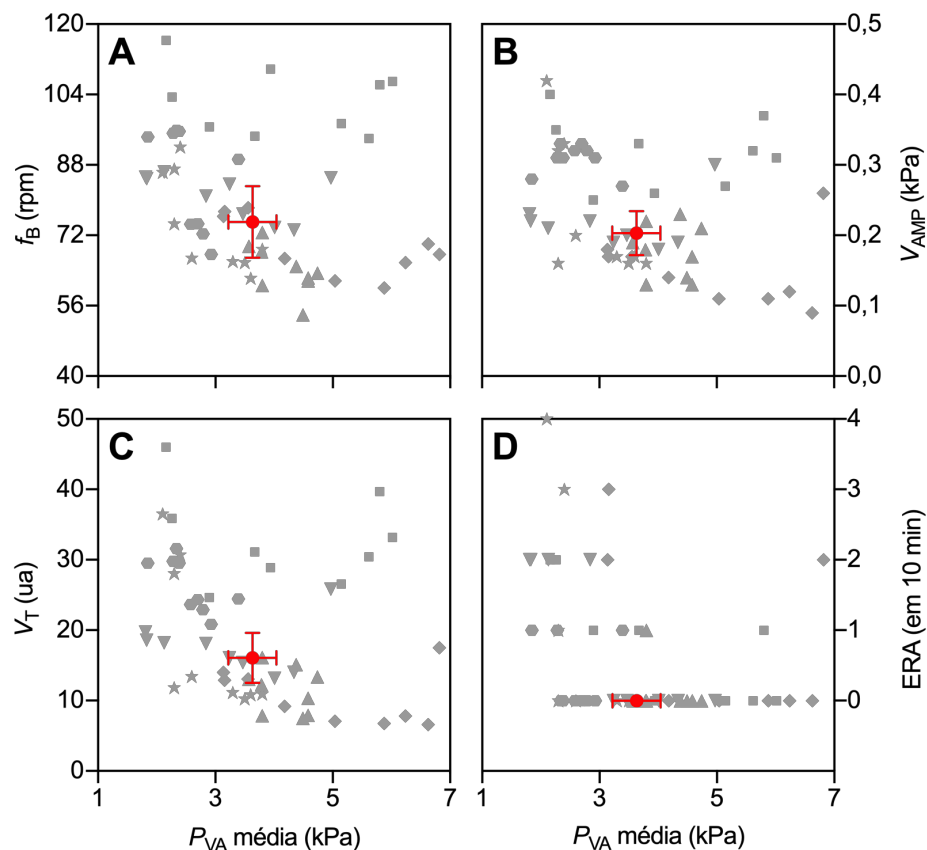 A
120
104
88
72
56
40
f_B (rpm)
B
0,5
0,4
0,3
0,2
0,1
0,0
V_AMP (kPa)
C
50
40
30
20
10
0
V_T (ua)
1 3 5 7
P_VA média (kPa)
D
4
3
2
1
0
ERA (em 10 min)
1 3 5 7
P_VA média (kPa)